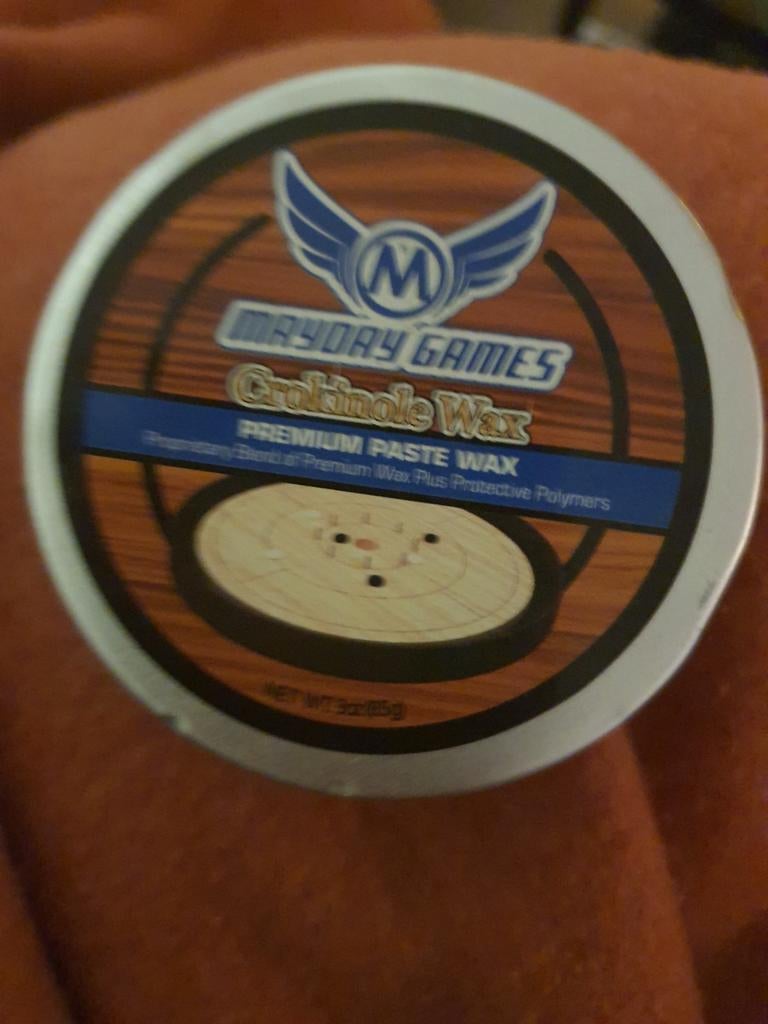 M
MAYDAY GAMES
Crokinole Wax
PREMIUM PASTE WAX
Proprietary Blend of Premium Wax Plus Protective Polymers
NET WT 3oz (85g)